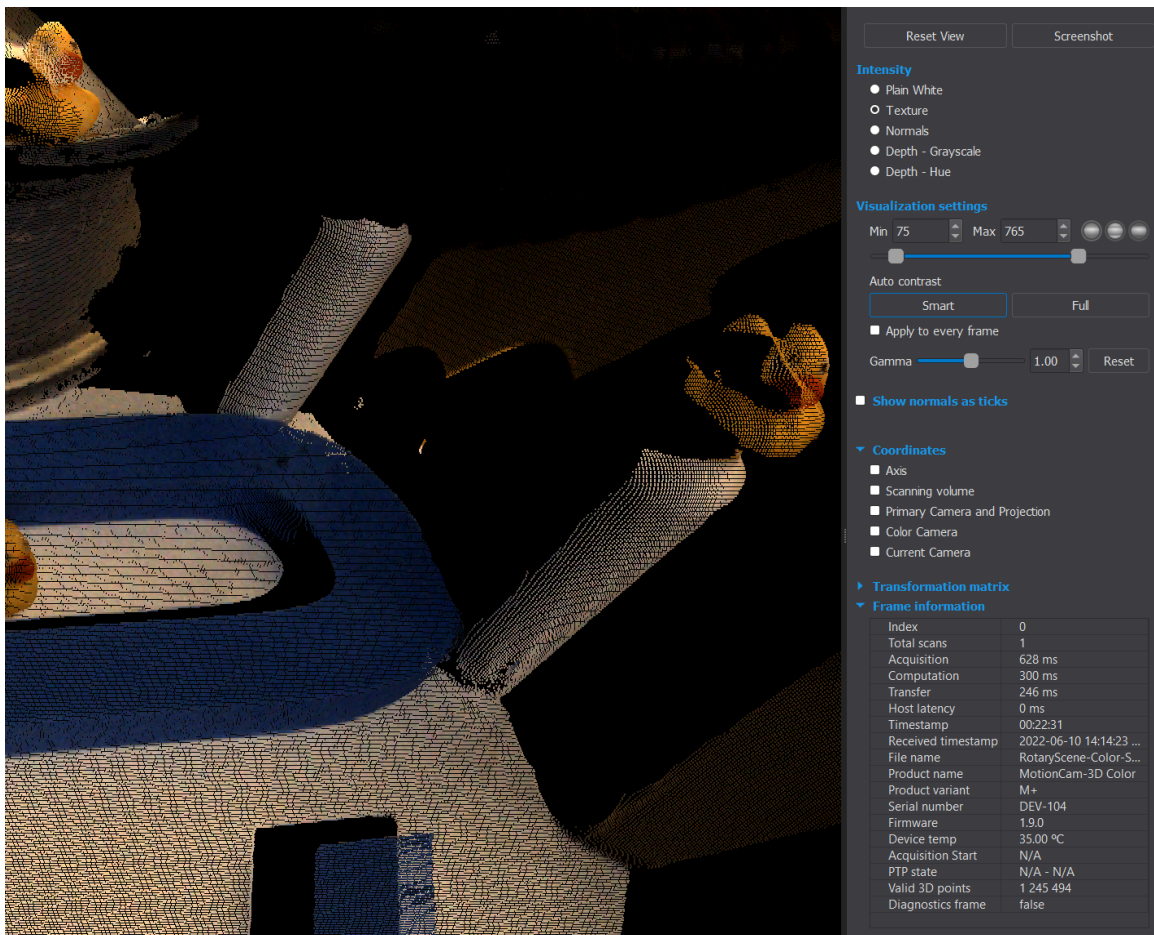 Reset View Screenshot
Intensity
Plain White
Texture
Normals
Depth - Grayscale
Depth - Hue
Visualization settings
Min 75 Max 765
Auto contrast
Smart Full
Apply to every frame
Gamma 1.00 Reset
Show normals as ticks
Coordinates
Axis
Scanning volume
Primary Camera and Projection
Color Camera
Current Camera
Transformation matrix
Frame information
Index 0
Total scans 1
Acquisition 628 ms
Computation 300 ms
Transfer 246 ms
Host latency 0 ms
Timestamp 00:22:31
Received timestamp 2022-06-10 14:14:23 ...
File name RotaryScene-Color-S...
Product name MotionCam-3D Color
Product variant M+
Serial number DEV-104
Firmware 1.9.0
Device temp 35.00 ºC
Acquisition Start N/A
PTP state N/A - N/A
Valid 3D points 1 245 494
Diagnostics frame false